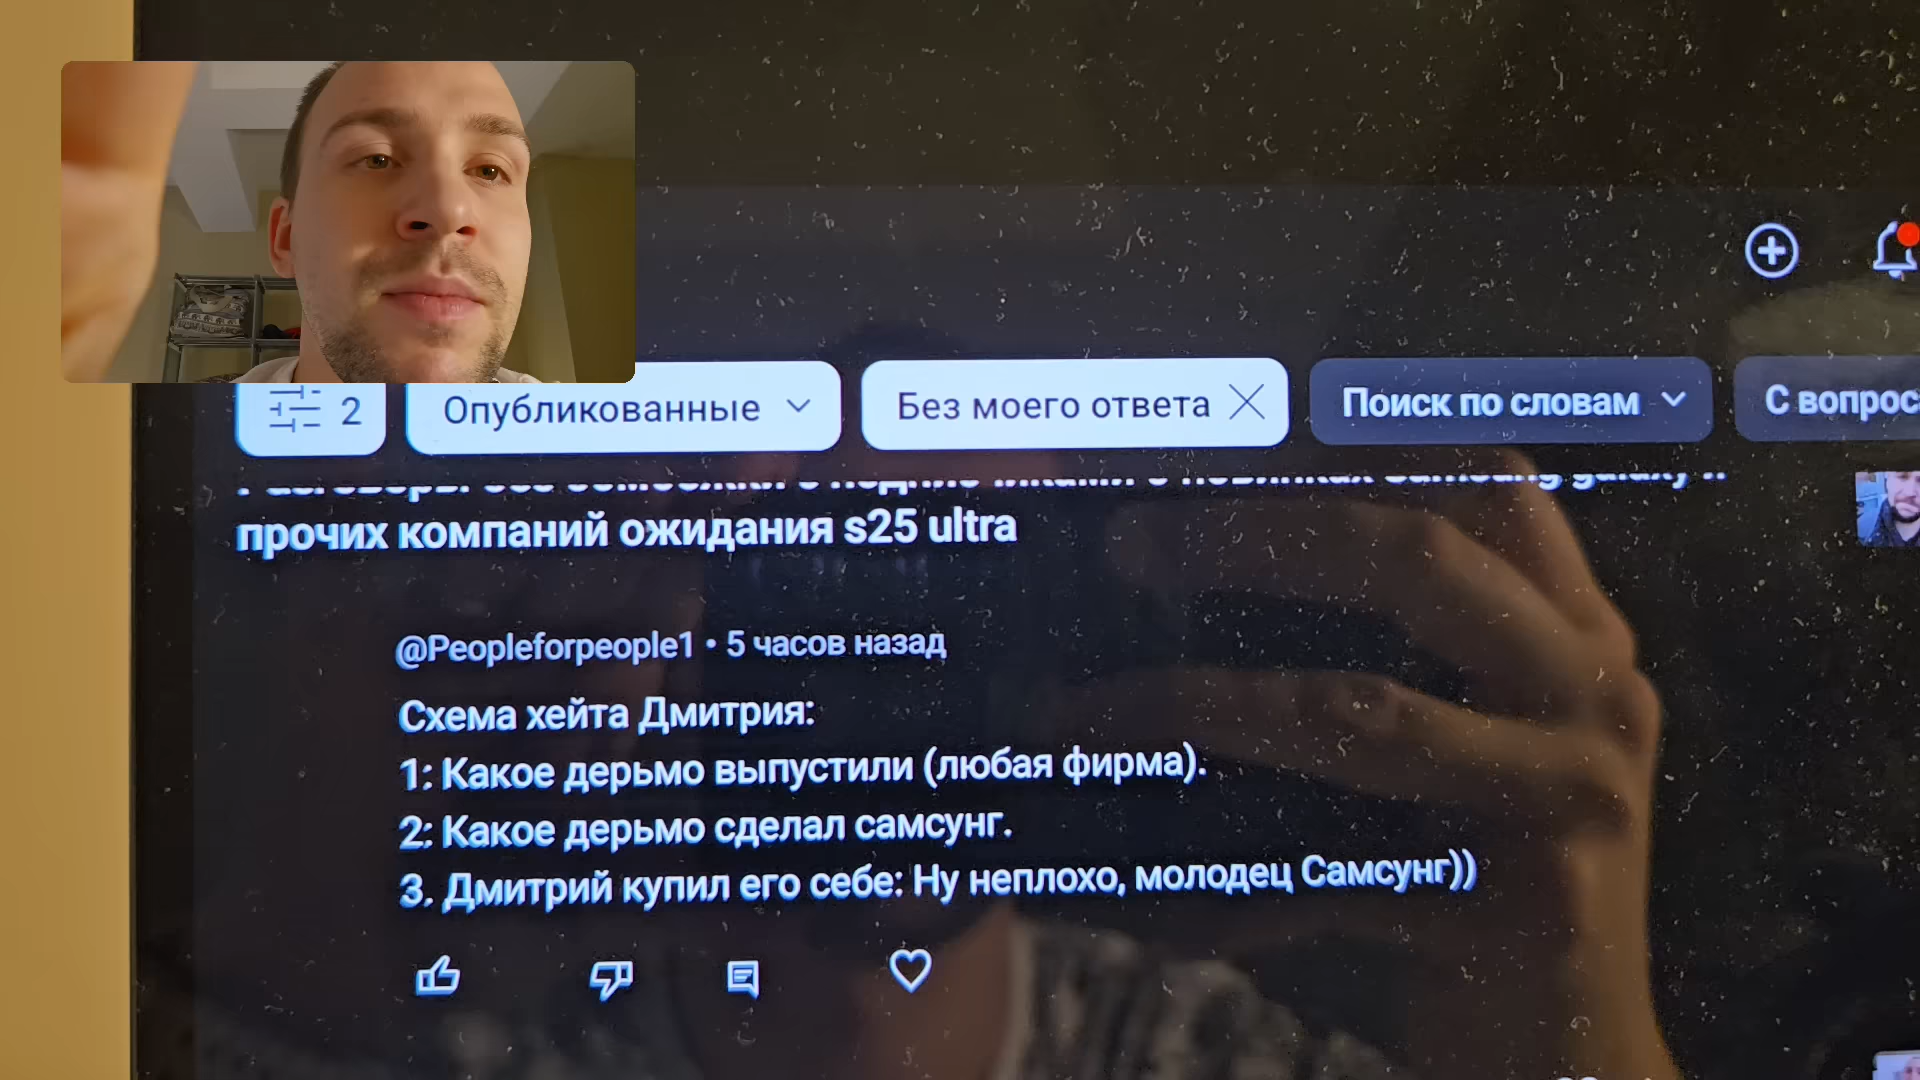 2
Опубликованные
Без моего ответа
Поиск по словам
С вопрос
прочих компаний ожидания s25 ultra
@Peopleforpeople1 • 5 часов назад
Схема хейта Дмитрия:
1: Какое дерьмо выпустили (любая фирма).
2: Какое дерьмо сделал самсунг.
3. Дмитрий купил его себе: Ну неплохо, молодец Самсунг))